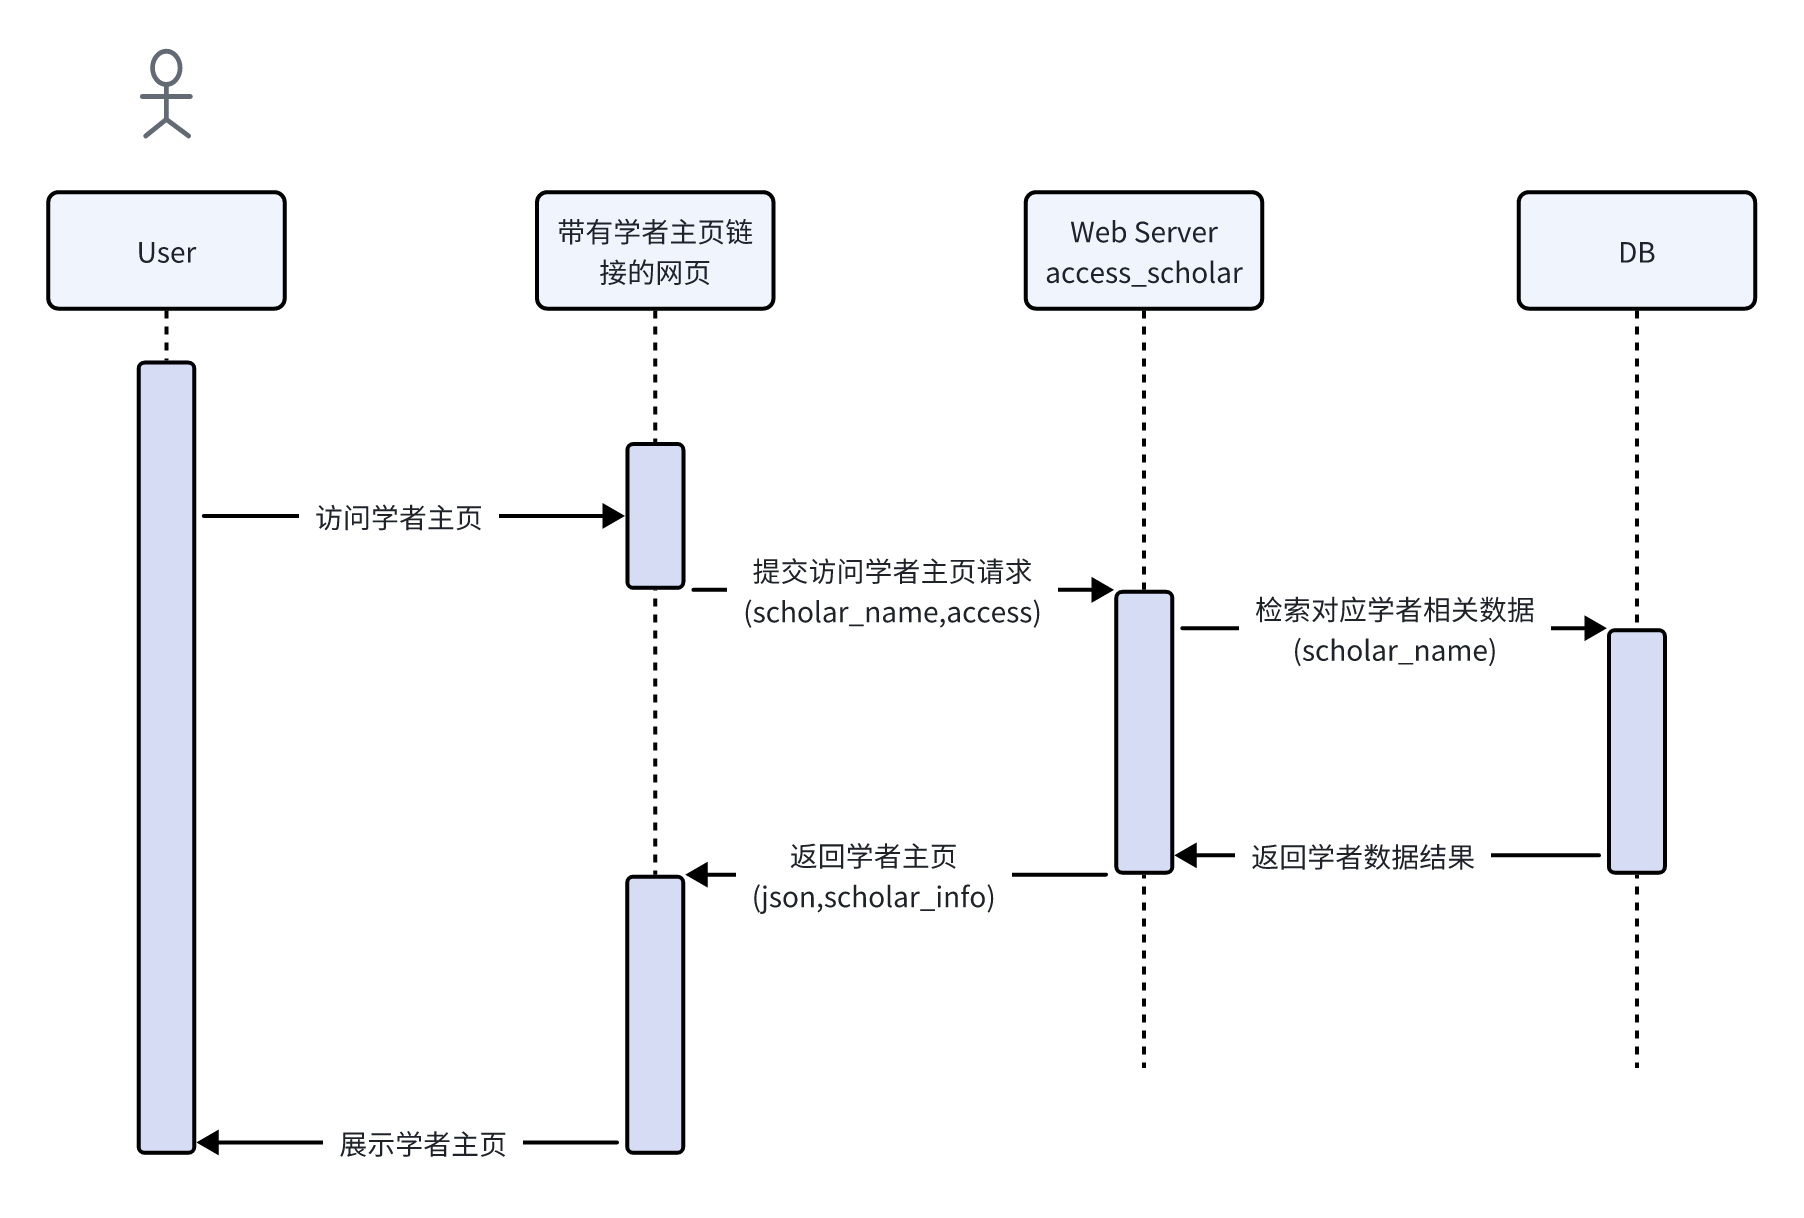 User
带有学者主页链
接的网页
Web Server
access_scholar
DB
访问学者主页
提交访问学者主页请求
(scholar_name,access)
检索对应学者相关数据
(scholar_name)
返回学者数据结果
返回学者主页
(json,scholar_info)
展示学者主页